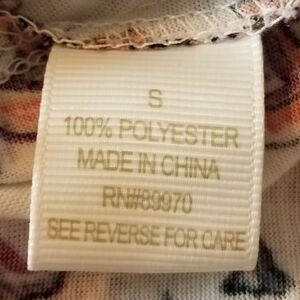 S
100% POLYESTER
MADE IN CHINA
RN#89970
SEE REVERSE FOR CARE